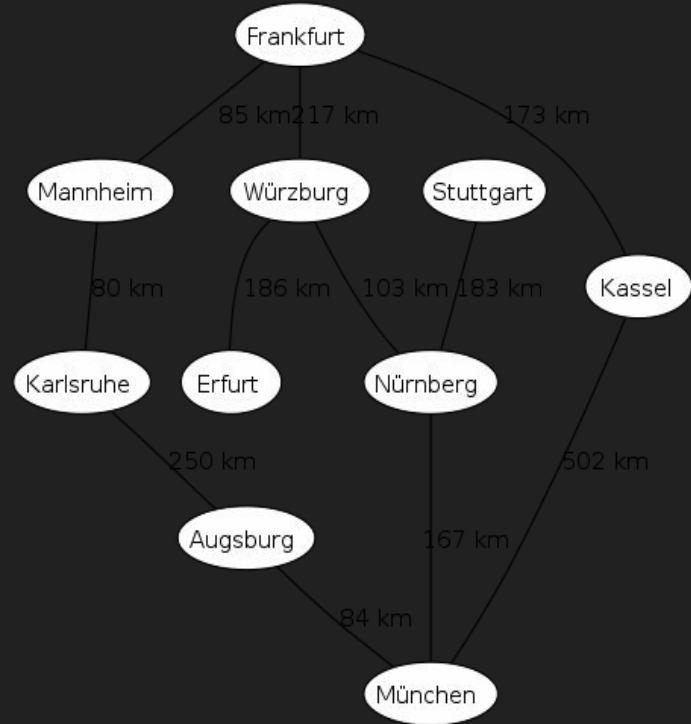 Frankfurt
85 km
217 km
173 km
Mannheim
Würzburg
Stuttgart
Kassel
80 km
186 km
103 km
183 km
Karlsruhe
Erfurt
Nürnberg
250 km
502 km
Augsburg
167 km
84 km
München